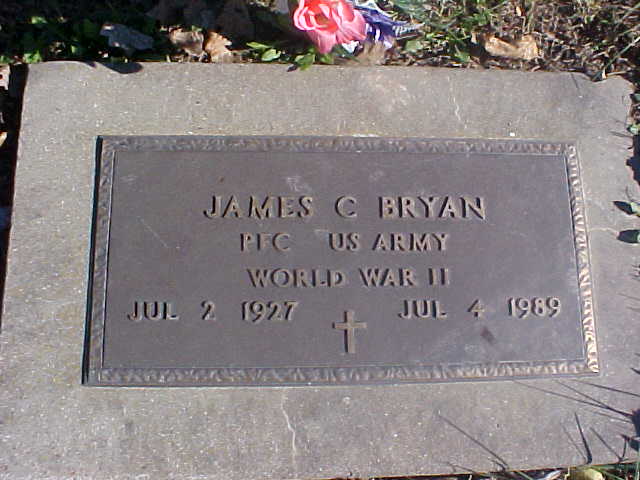 JAMES C BRYAN
PFC US ARMY
WORLD WAR II
JUL 2 1927 JUL 4 1989